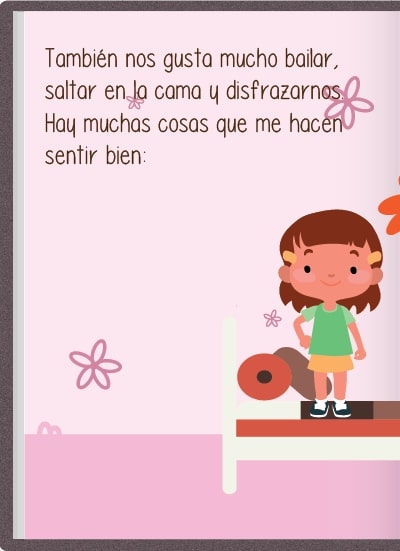 También nos gusta mucho bailar,
saltar en la cama y disfrazarnos.
Hay muchas cosas que me hacen
sentir bien: